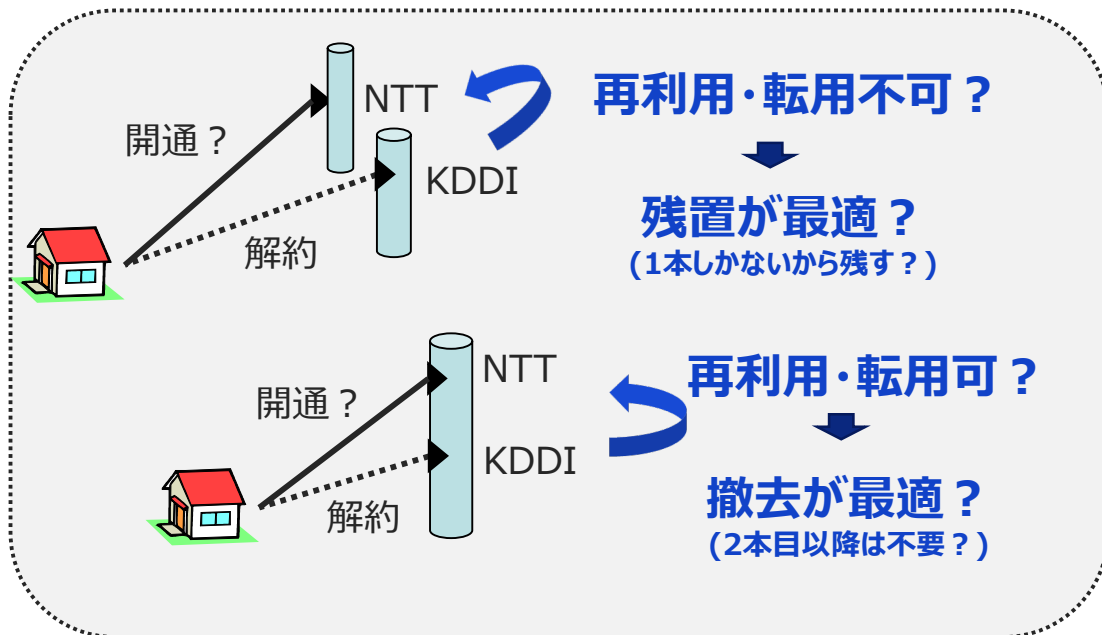 NTT
再利用・転用不可？
開通？
KDDI
残置が最適？
解約
(1本しかないから残す？)
NTT
再利用・転用可？
開通？
KDDI
撤去が最適？
解約
(2本目以降は不要？)